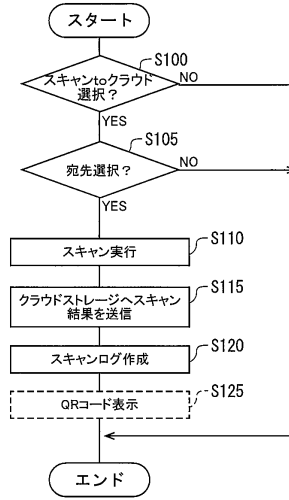 スタート
S100
スキャンtoクラウド
選択？
NO
YES
S105
宛先選択？
NO
YES
S110
スキャン実行
S115
クラウドストレージへスキャン
結果を送信
S120
スキャンログ作成
S125
QRコード表示
エンド